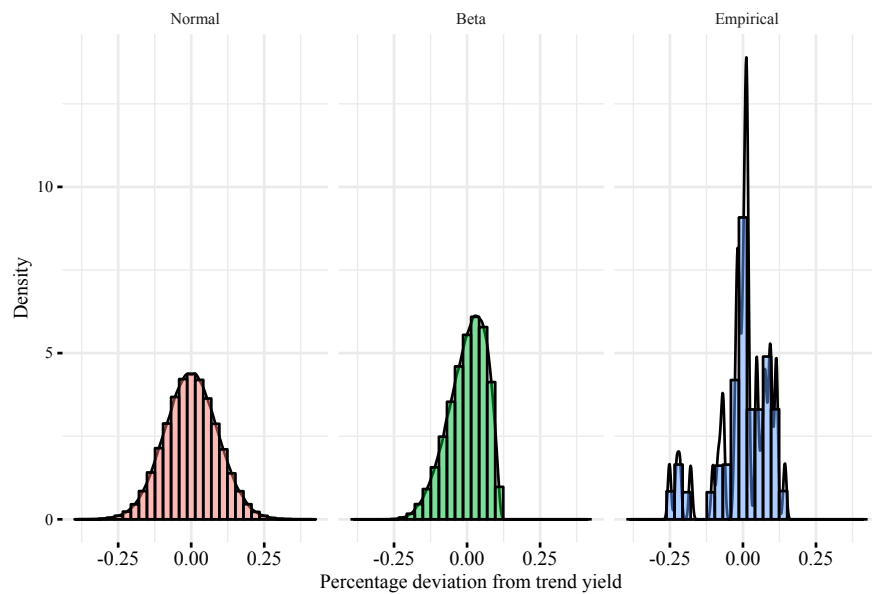 Normal Beta Empirical
Density
10
5
0
-0.25 0.00 0.25 -0.25 0.00 0.25 -0.25 0.00 0.25
Percentage deviation from trend yield